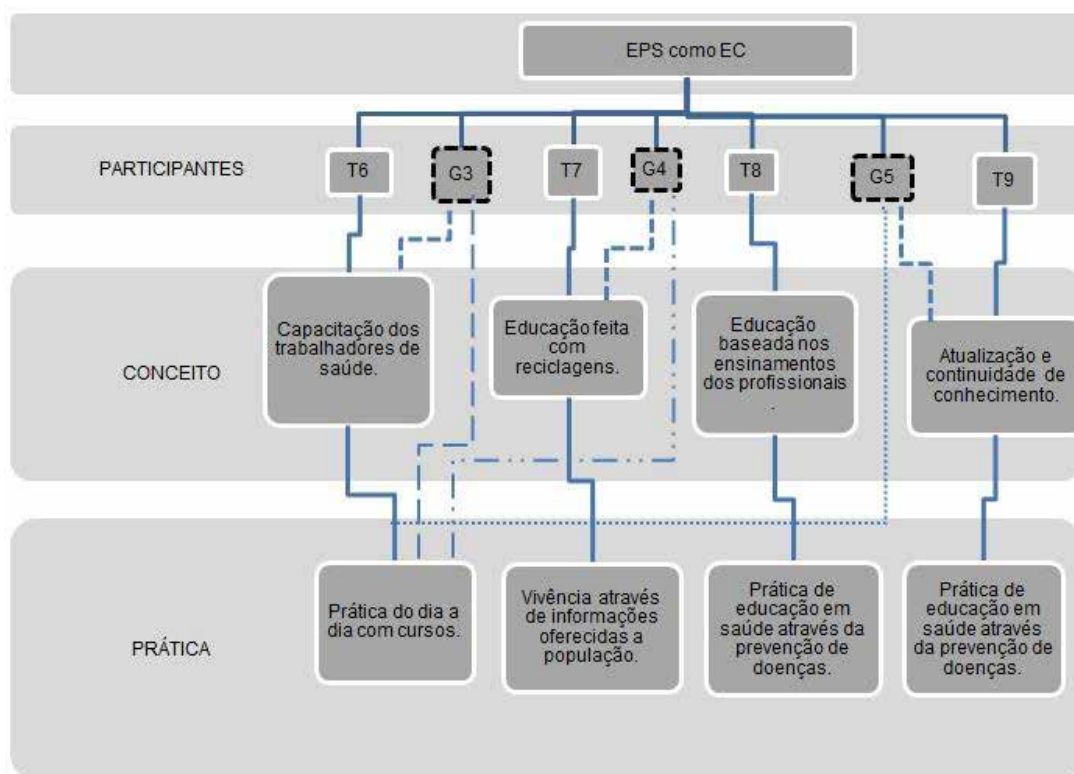 EPS como EC
PARTICIPANTES
T6
G3
T7
G4
T8
G5
T9
CONCEITO
Capacitação dos
trabalhadores de
saúde.
Educação feita
com
reciclagens.
Educação
baseada nos
ensinamentos
dos profissionais
.
Atualização e
continuidade de
conhecimento.
PRÁTICA
Prática do dia a
dia com cursos.
Vivência através
de informações
oferecidas a
população.
Prática de
educação em
saúde através da
prevenção de
doenças.
Prática de
educação em
saúde através
da prevenção de
doenças.